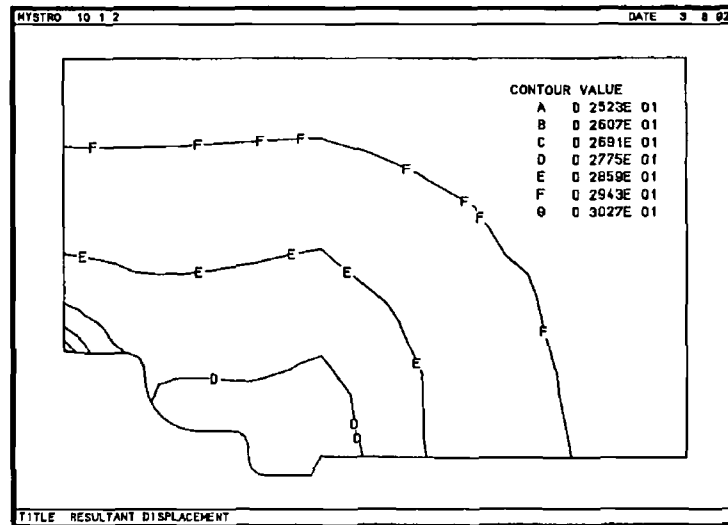 MYSTRO 10 1 2 DATE 3 8 92
CONTOUR VALUE
A 0 2523E 01
B 0 2607E 01
C 0 2691E 01
D 0 2775E 01
E 0 2859E 01
F 0 2943E 01
G 0 3027E 01
F F F F F F F F
E E E E E
D D D
TITLE RESULTANT DISPLACEMENT